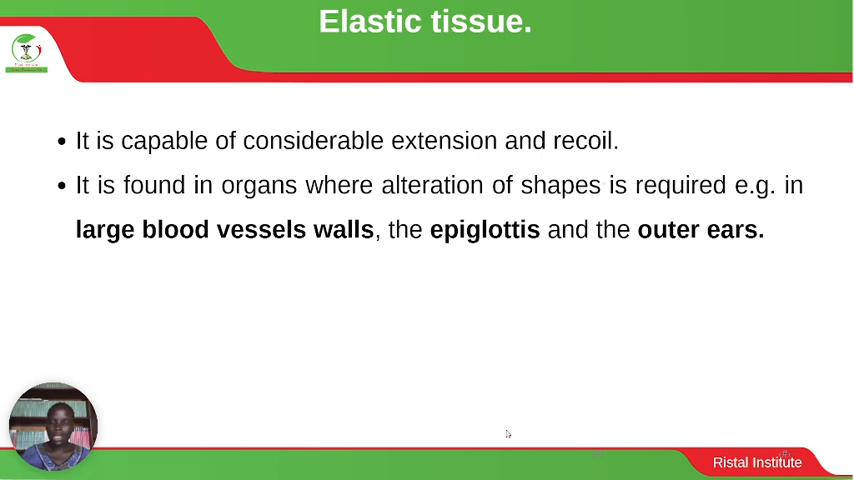 Elastic tissue.
• It is capable of considerable extension and recoil.
• It is found in organs where alteration of shapes is required e.g. in
large blood vessels walls, the epiglottis and the outer ears.
Ristal Institute